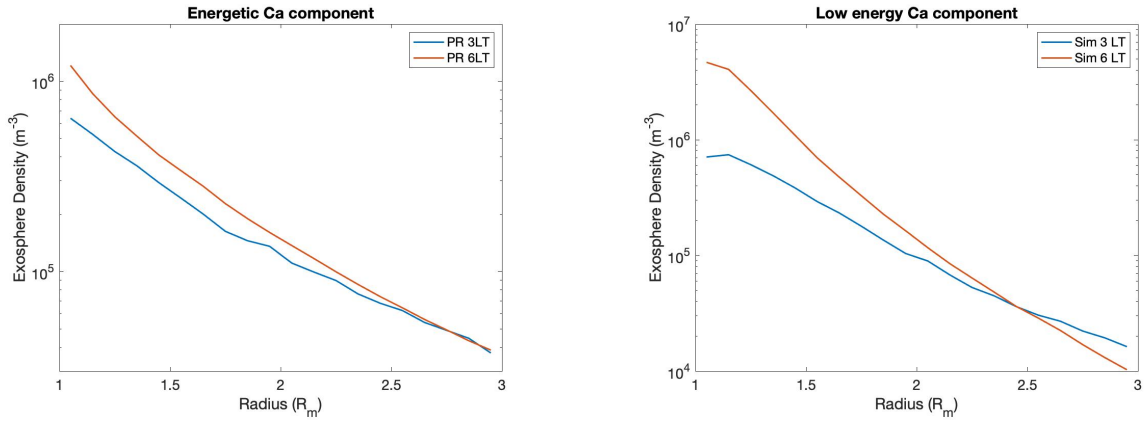 Energetic Ca component
PR 3LT
PR 6LT
10^6
10^5
Exosphere Density (m^-3)
1
1.5
2
2.5
3
Radius (R_m)
Low energy Ca component
Sim 3 LT
Sim 6 LT
10^7
10^6
10^5
10^4
Exosphere Density (m^-3)
1
1.5
2
2.5
3
Radius (R_m)